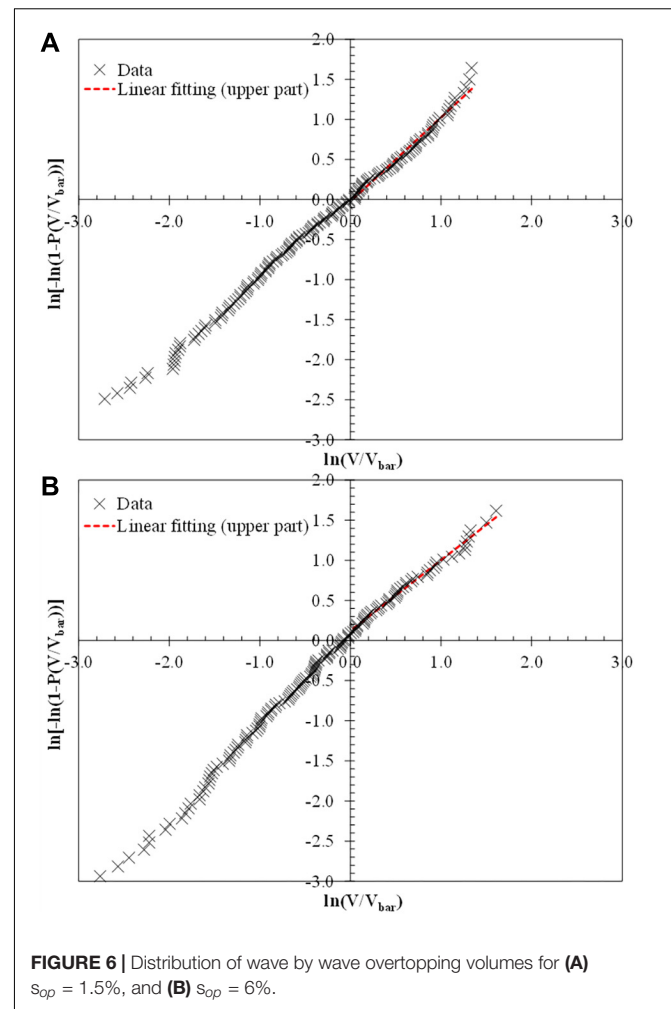 A
2.0
× Data
Linear fitting (upper part)
1.5
1.0
0.5
0.0
-3.0 -2.0 -1.0 0.0 1.0 2.0 3.0
-0.5
-1.0
-1.5
-2.0
-2.5
-3.0
ln[-ln(1-P(V/Vbar))]
ln(V/Vbar)
B
2.0
× Data
Linear fitting (upper part)
1.5
1.0
0.5
0.0
-3.0 -2.0 -1.0 0.0 1.0 2.0 3.0
-0.5
-1.0
-1.5
-2.0
-2.5
-3.0
ln[-ln(1-P(V/Vbar))]
ln(V/Vbar)
FIGURE 6 | Distribution of wave by wave overtopping volumes for (A)
sop = 1.5%, and (B) sop = 6%.